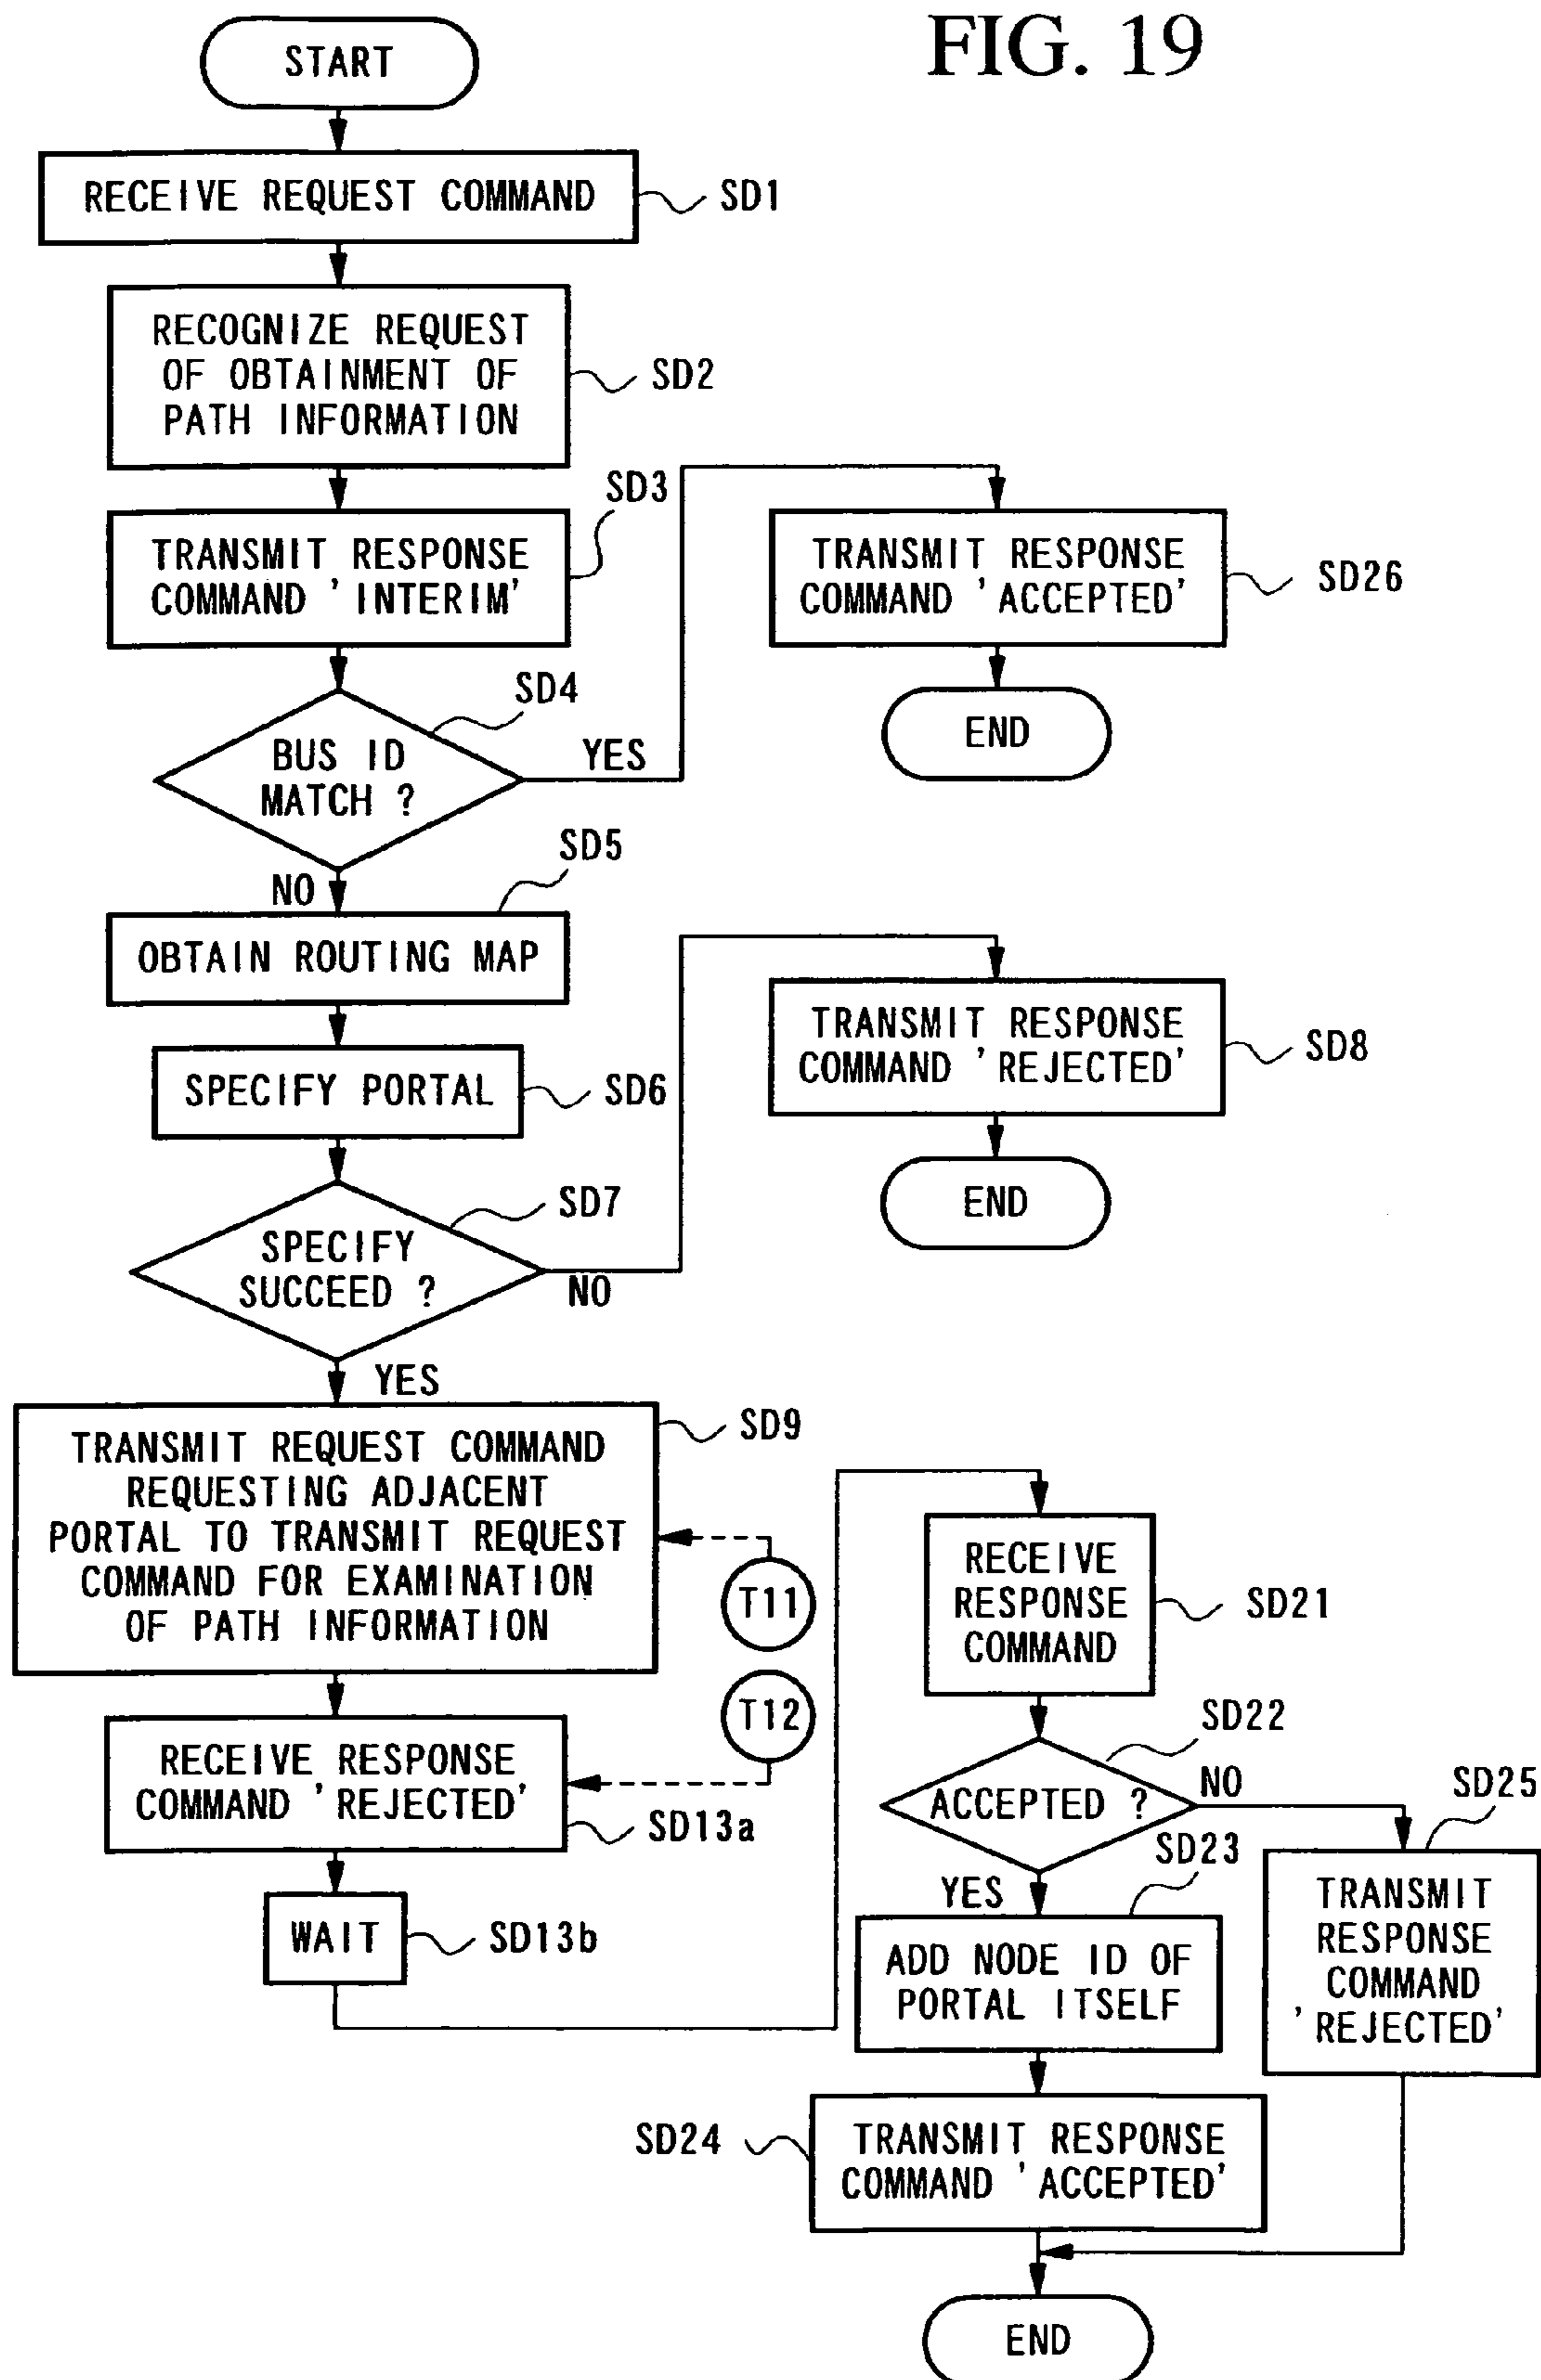 FIG. 19
START
RECEIVE REQUEST COMMAND
SD1
RECOGNIZE REQUEST
OF OBTAINMENT OF
PATH INFORMATION
SD2
SD3
TRANSMIT RESPONSE
COMMAND 'INTERIM'
TRANSMIT RESPONSE
COMMAND 'ACCEPTED'
SD26
END
SD4
BUS ID
MATCH ?
YES
NO
SD5
OBTAIN ROUTING MAP
SPECIFY PORTAL
SD6
TRANSMIT RESPONSE
COMMAND 'REJECTED'
SD8
END
SD7
SPECIFY
SUCCEED ?
NO
YES
SD9
TRANSMIT REQUEST COMMAND
REQUESTING ADJACENT
PORTAL TO TRANSMIT REQUEST
COMMAND FOR EXAMINATION
OF PATH INFORMATION
T11
T12
RECEIVE RESPONSE
COMMAND 'REJECTED'
SD13a
WAIT
SD13b
RECEIVE
RESPONSE
COMMAND
SD21
SD22
ACCEPTED ?
NO
SD25
YES
SD23
ADD NODE ID OF
PORTAL ITSELF
TRANSMIT
RESPONSE
COMMAND
'REJECTED'
SD24
TRANSMIT RESPONSE
COMMAND 'ACCEPTED'
END